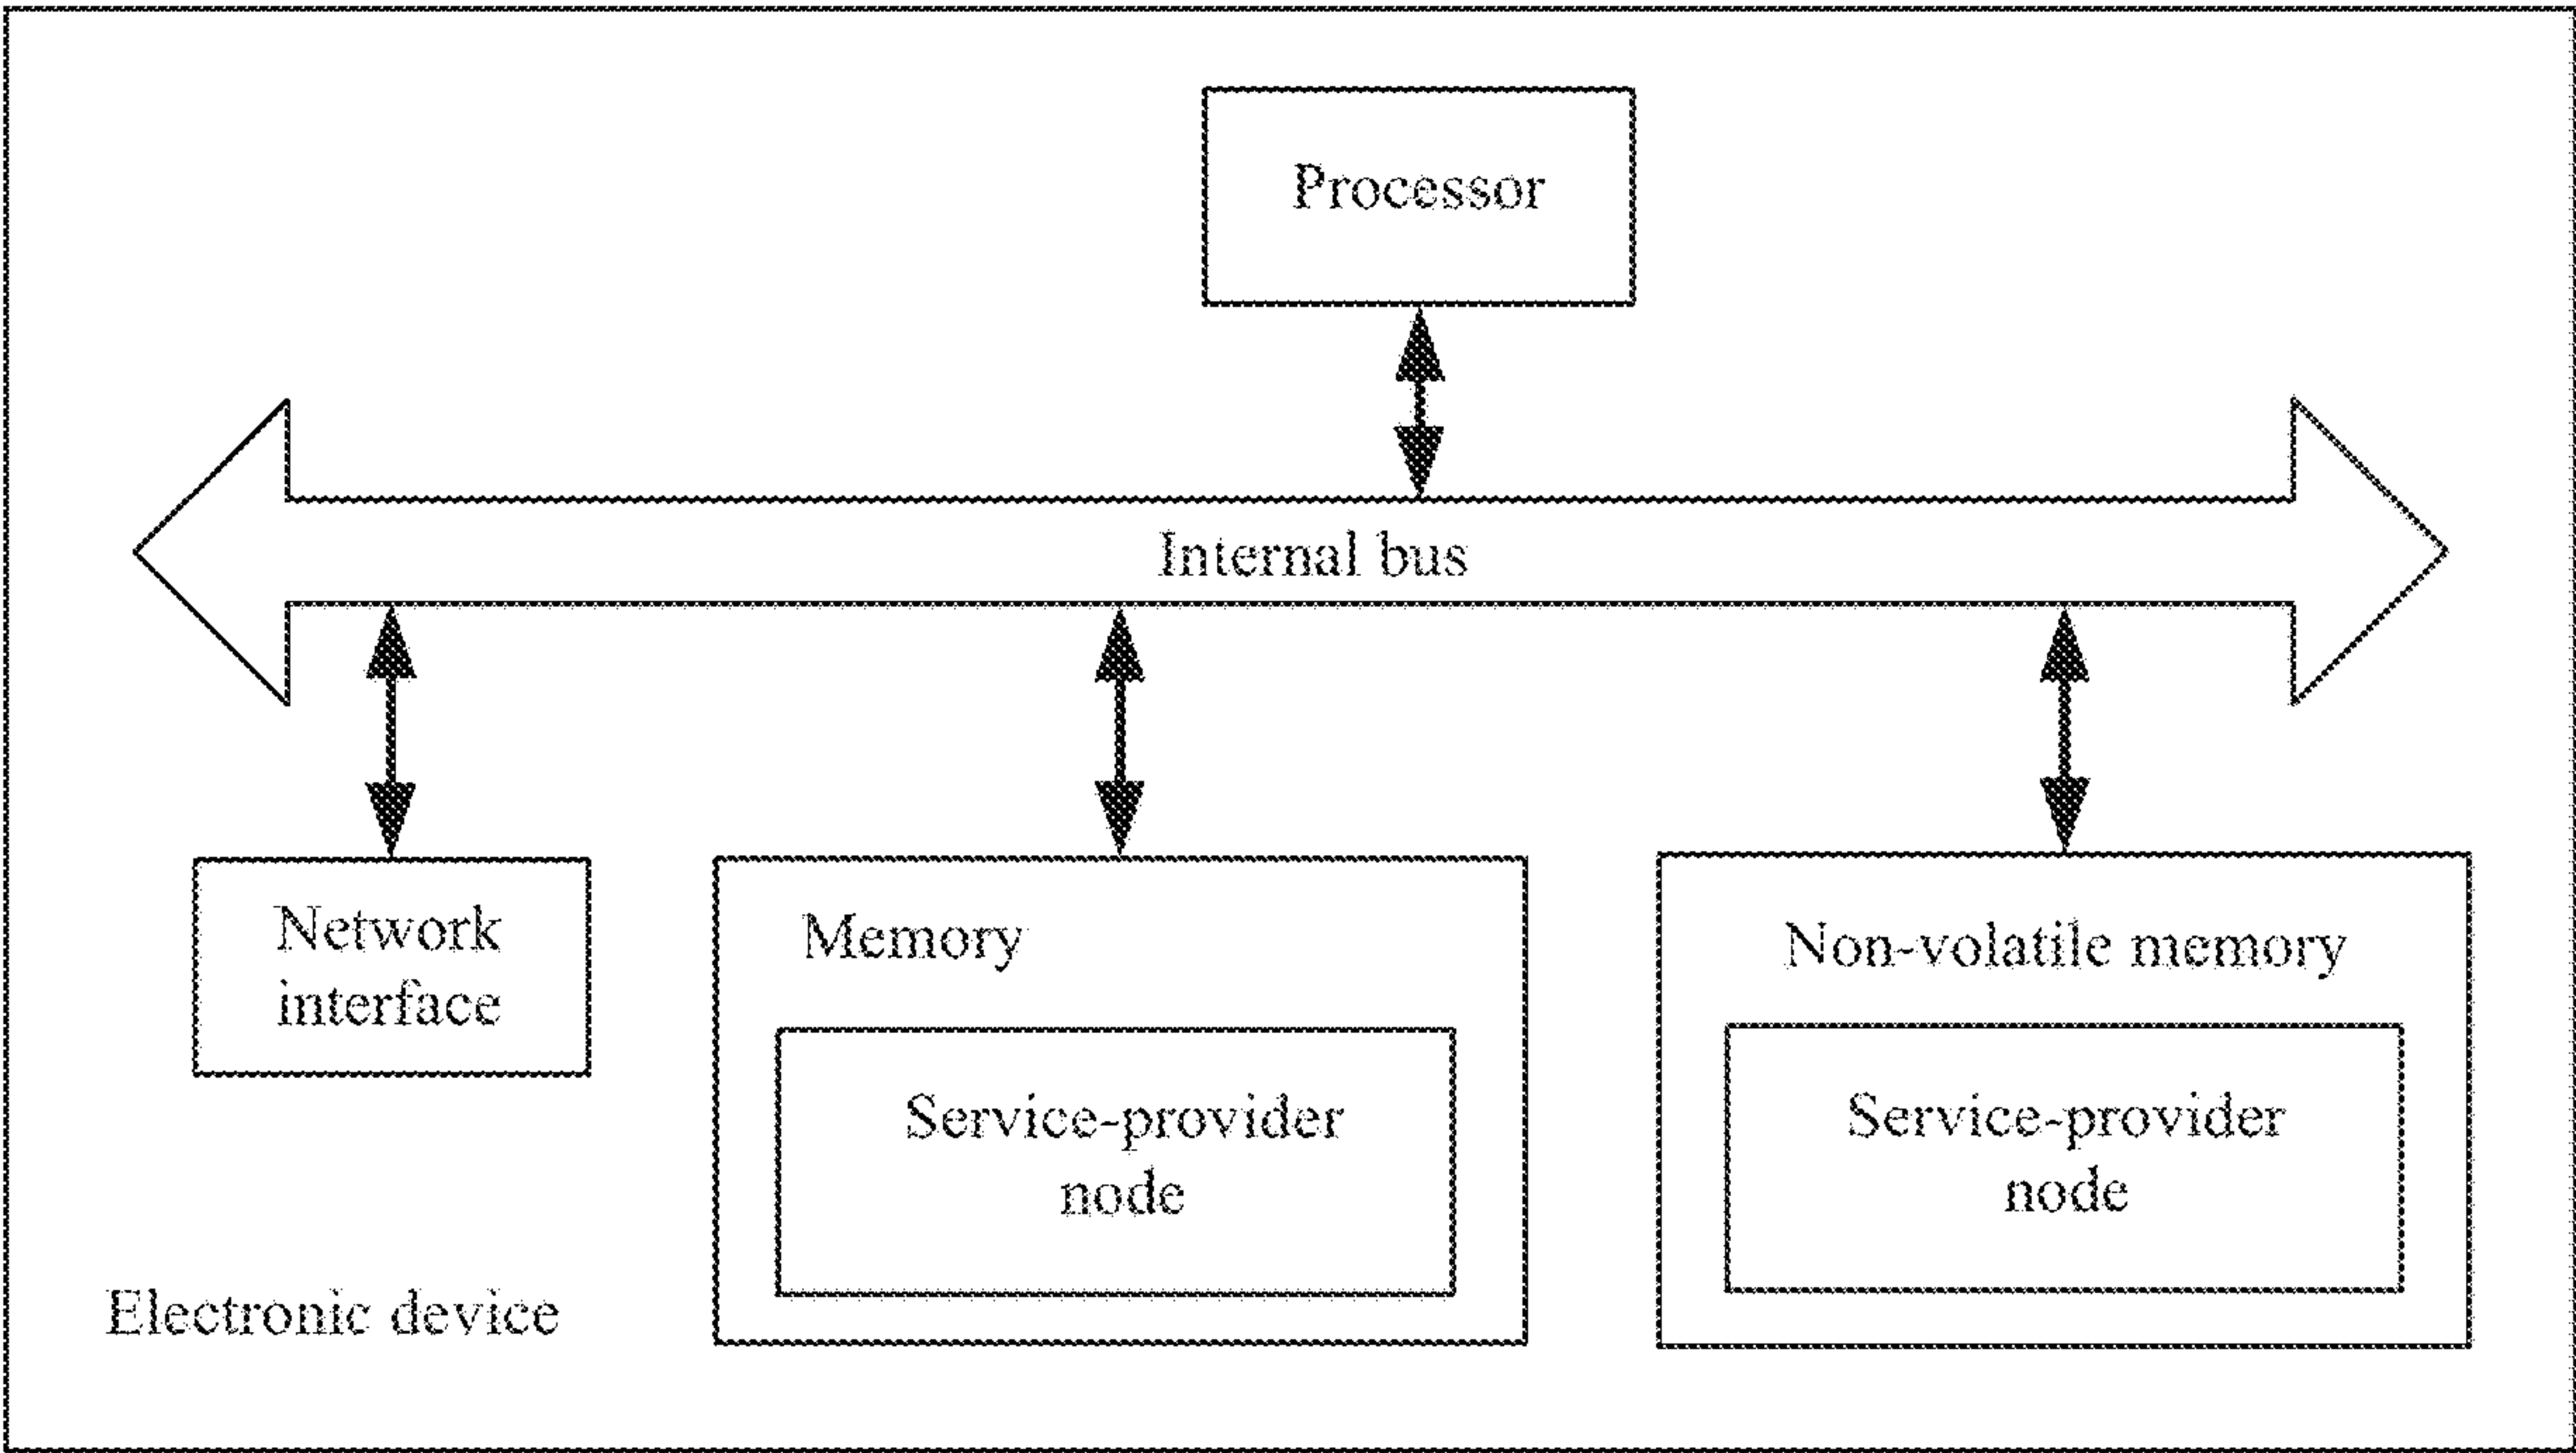 Processor
Internal bus
Network
interface
Memory
Service-provider
node
Non-volatile memory
Service-provider
node
Electronic device